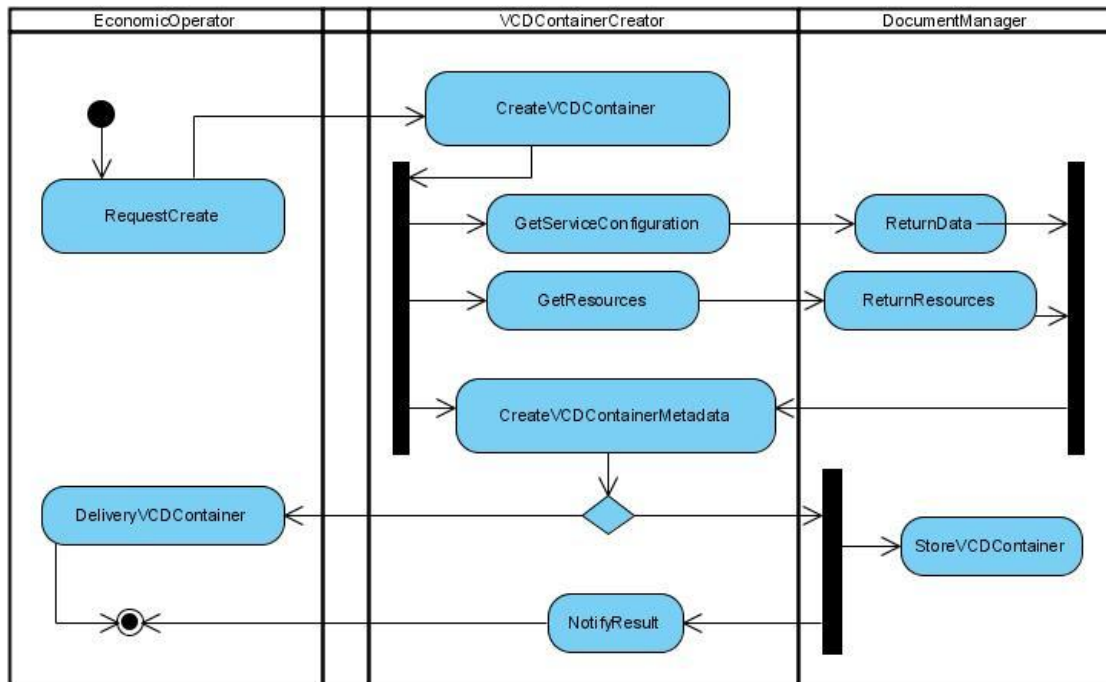 EconomicOperator
VCDContainerCreator
DocumentManager
CreateVCDContainer
RequestCreate
GetServiceConfiguration
ReturnData
GetResources
ReturnResources
CreateVCDContainerMetadata
DeliveryVCDContainer
StoreVCDContainer
NotifyResult